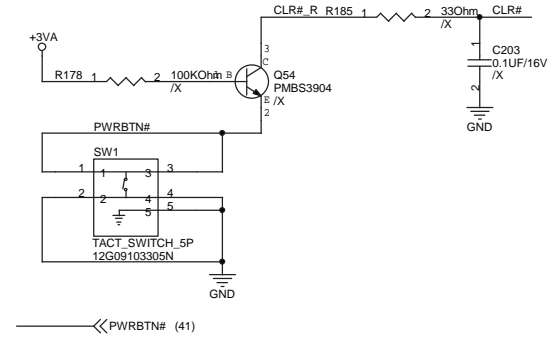 CLR#_R R185 1 2 33Ohm CLR#
/X
+3VA
3
C
1
C203
0.1UF/16V
/X
2
R178 1 2 100KOhm 1 B
/X
Q54
PMBS3904
/X
E
2
GND
PWRBTN#
SW1
1 1 3 3
2 2 4 4
5 5
TACT_SWITCH_5P
12G09103305N
GND
PWRBTN# (41)